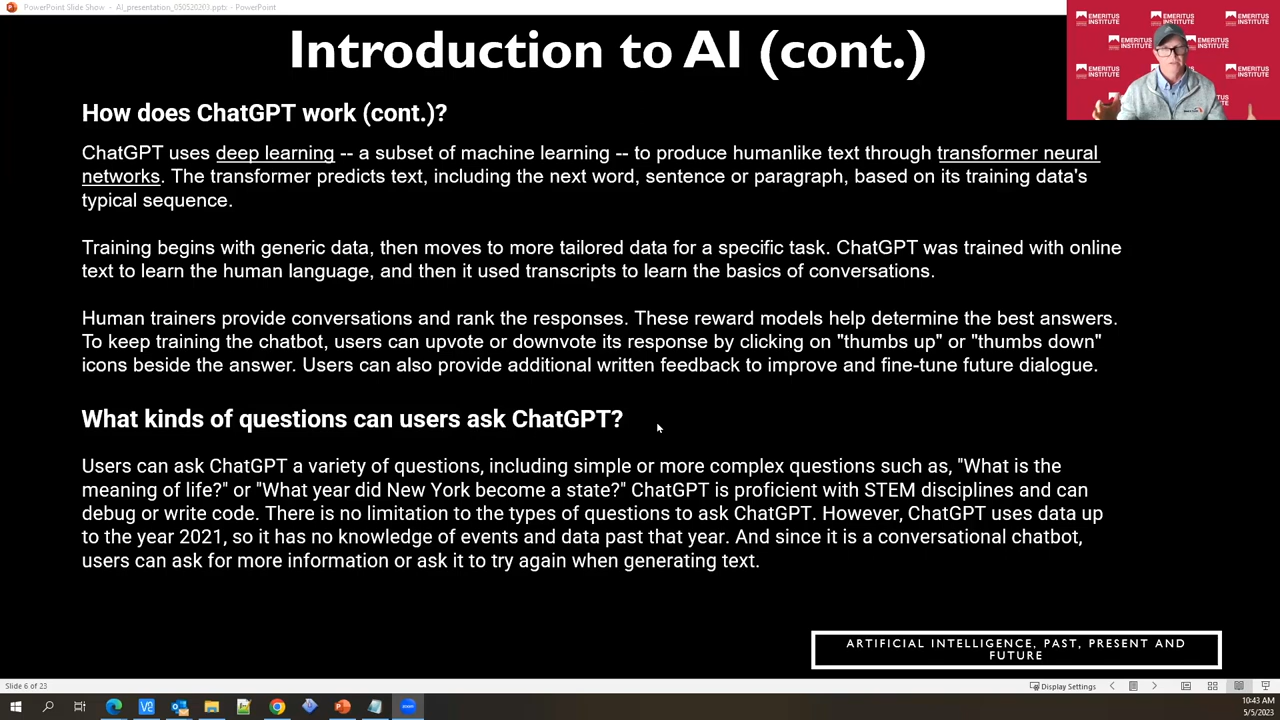 PowerPoint Slide Show - AI_presentation_050520203.pptx - PowerPoint
Introduction to AI (cont.)
EMERITUS INSTITUTE
EMERITUS INSTITUTE
EMERITUS INSTITUTE
EMERITUS INSTITUTE
EMERITUS INSTITUTE
EMERITUS INSTITUTE
EMERITUS INSTITUTE
How does ChatGPT work (cont.)?
ChatGPT uses deep learning -- a subset of machine learning -- to produce humanlike text through transformer neural
networks. The transformer predicts text, including the next word, sentence or paragraph, based on its training data's
typical sequence.
Training begins with generic data, then moves to more tailored data for a specific task. ChatGPT was trained with online
text to learn the human language, and then it used transcripts to learn the basics of conversations.
Human trainers provide conversations and rank the responses. These reward models help determine the best answers.
To keep training the chatbot, users can upvote or downvote its response by clicking on "thumbs up" or "thumbs down"
icons beside the answer. Users can also provide additional written feedback to improve and fine-tune future dialogue.
What kinds of questions can users ask ChatGPT?
Users can ask ChatGPT a variety of questions, including simple or more complex questions such as, "What is the
meaning of life?" or "What year did New York become a state?" ChatGPT is proficient with STEM disciplines and can
debug or write code. There is no limitation to the types of questions to ask ChatGPT. However, ChatGPT uses data up
to the year 2021, so it has no knowledge of events and data past that year. And since it is a conversational chatbot,
users can ask for more information or ask it to try again when generating text.
ARTIFICIAL INTELLIGENCE, PAST, PRESENT AND
FUTURE
Slide 6 of 23
Display Settings
10:43 AM
5/5/2023